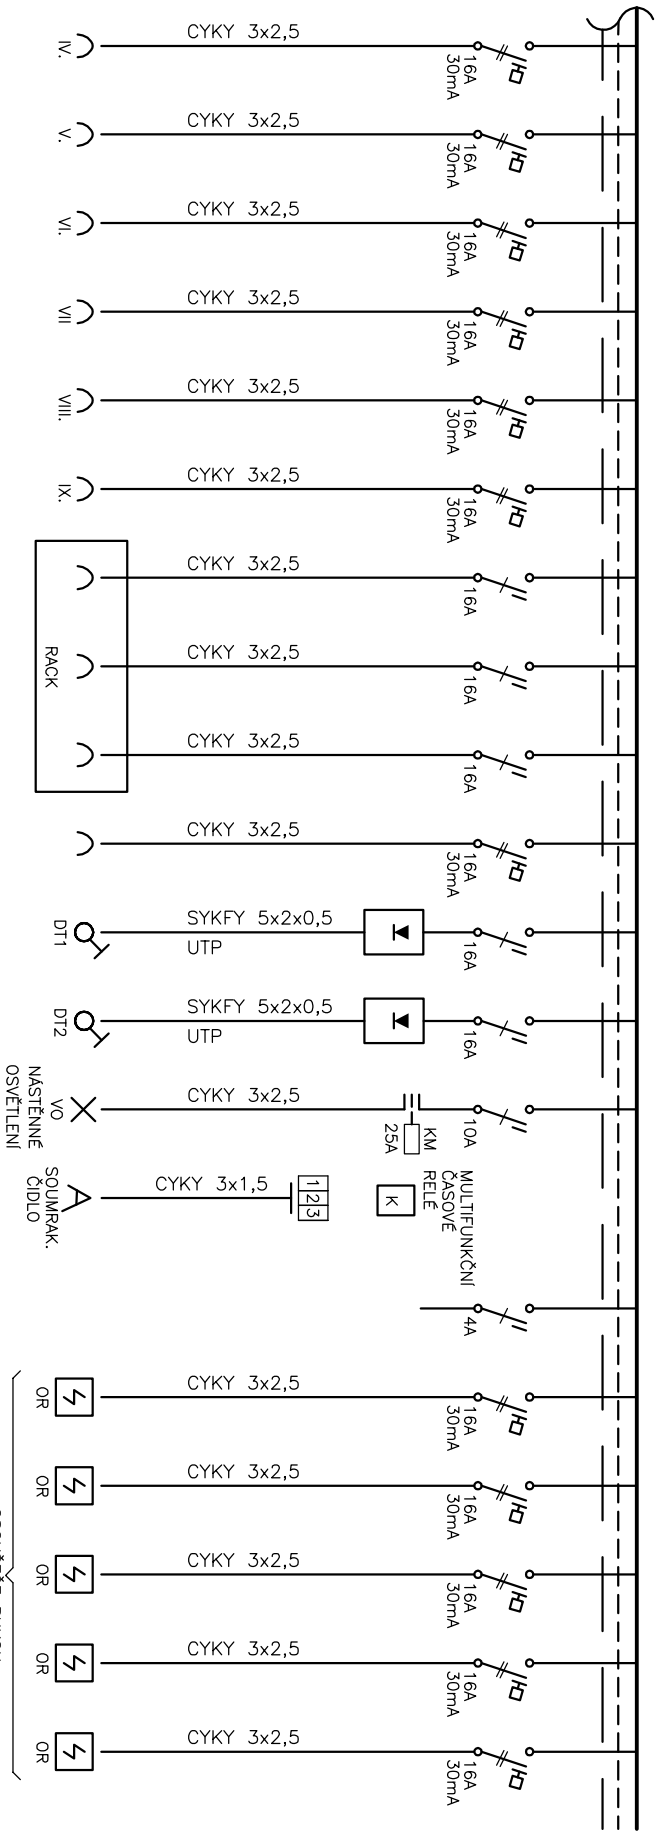 CYKY 3x2,5
16A
30mA
IV.
CYKY 3x2,5
16A
30mA
V.
CYKY 3x2,5
16A
30mA
VI.
CYKY 3x2,5
16A
30mA
VII
CYKY 3x2,5
16A
30mA
VIII.
CYKY 3x2,5
16A
30mA
IX.
CYKY 3x2,5
16A
CYKY 3x2,5
16A
RACK
CYKY 3x2,5
16A
CYKY 3x2,5
16A
30mA
SYKFY 5x2x0,5
UTP
16A
DT1
SYKFY 5x2x0,5
UTP
16A
DT2
CYKY 3x2,5
10A
KM
25A
VO
NÁSTĚNNÉ
OSVĚTLENÍ
MULTIFUNKČNÍ
ČASOVÉ
RELÉ
K
CYKY 3x1,5
1 2 3
SOUMRAK.
ČIDLO
4A
CYKY 3x2,5
16A
30mA
OR
CYKY 3x2,5
16A
30mA
OR
CYKY 3x2,5
16A
30mA
OR
CYKY 3x2,5
16A
30mA
OR
CYKY 3x2,5
16A
30mA
OR